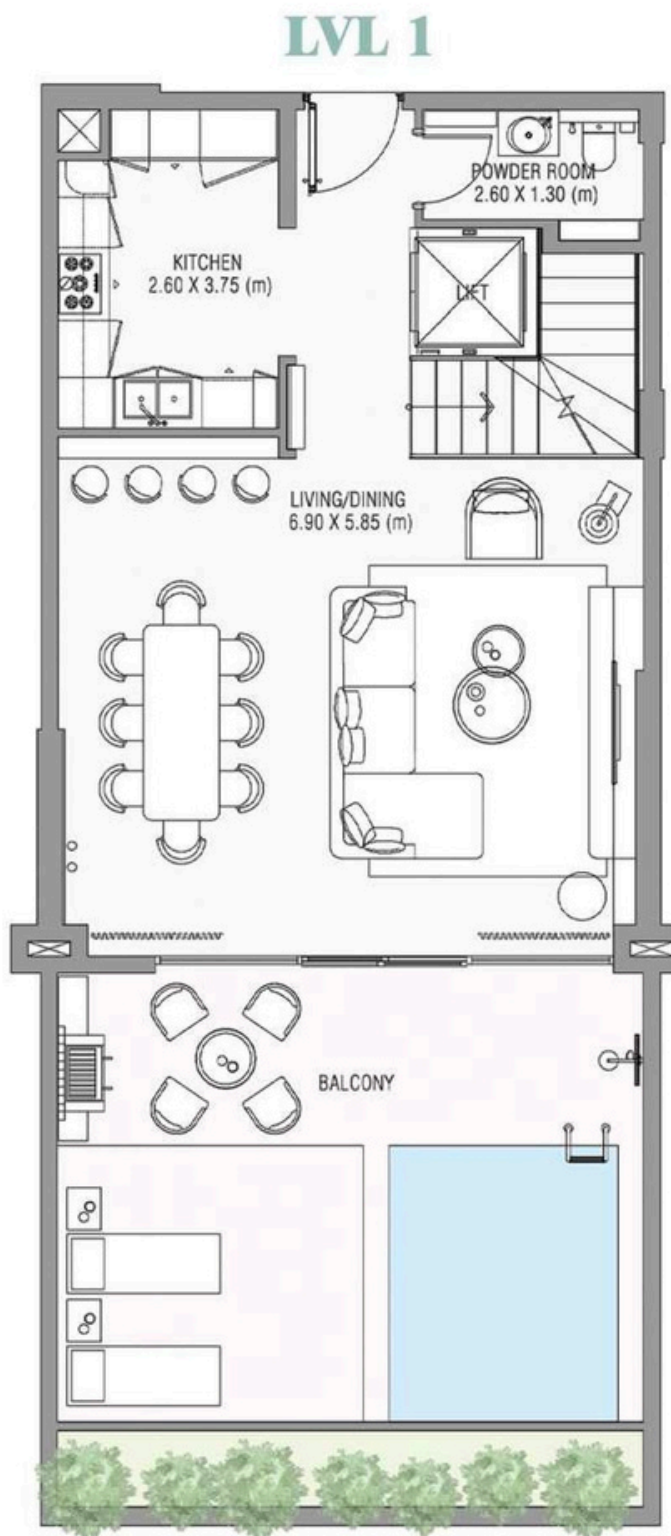 LVL 1
POWDER ROOM
2.60 X 1.30 (m)
KITCHEN
2.60 X 3.75 (m)
LIFT
LIVING/DINING
6.90 X 5.85 (m)
BALCONY